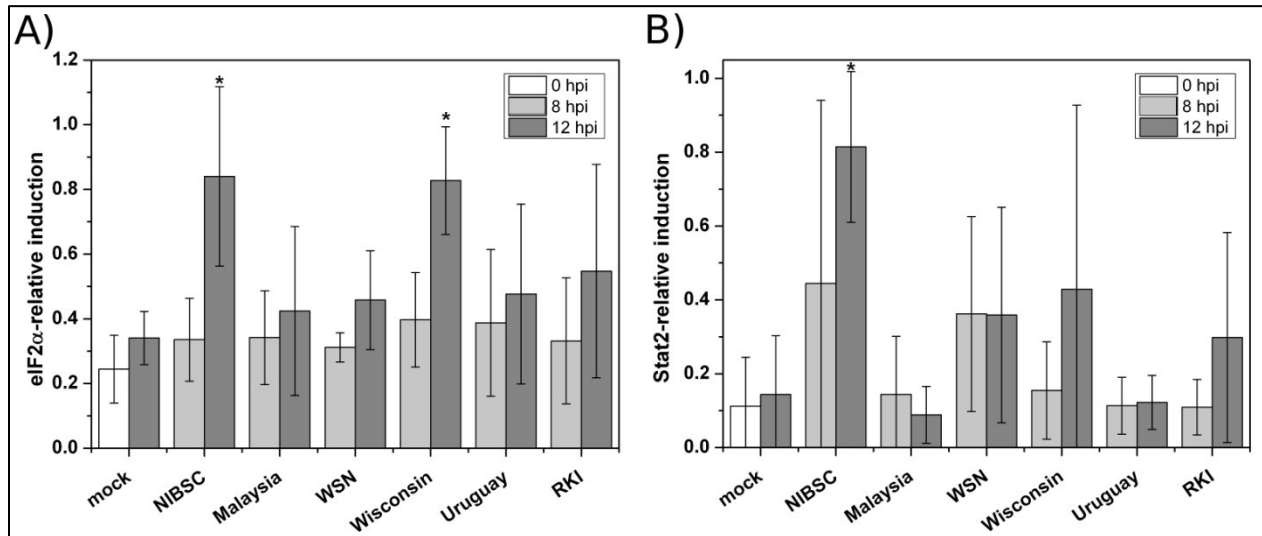 A)
eIF2α-relative induction
1.2
1.0
0.8
0.6
0.4
0.2
0.0
*
*
0 hpi
8 hpi
12 hpi
mock
NIBSC
Malaysia
WSN
Wisconsin
Uruguay
RKI
B)
Stat2-relative induction
1.0
0.8
0.6
0.4
0.2
0.0
*
0 hpi
8 hpi
12 hpi
mock
NIBSC
Malaysia
WSN
Wisconsin
Uruguay
RKI